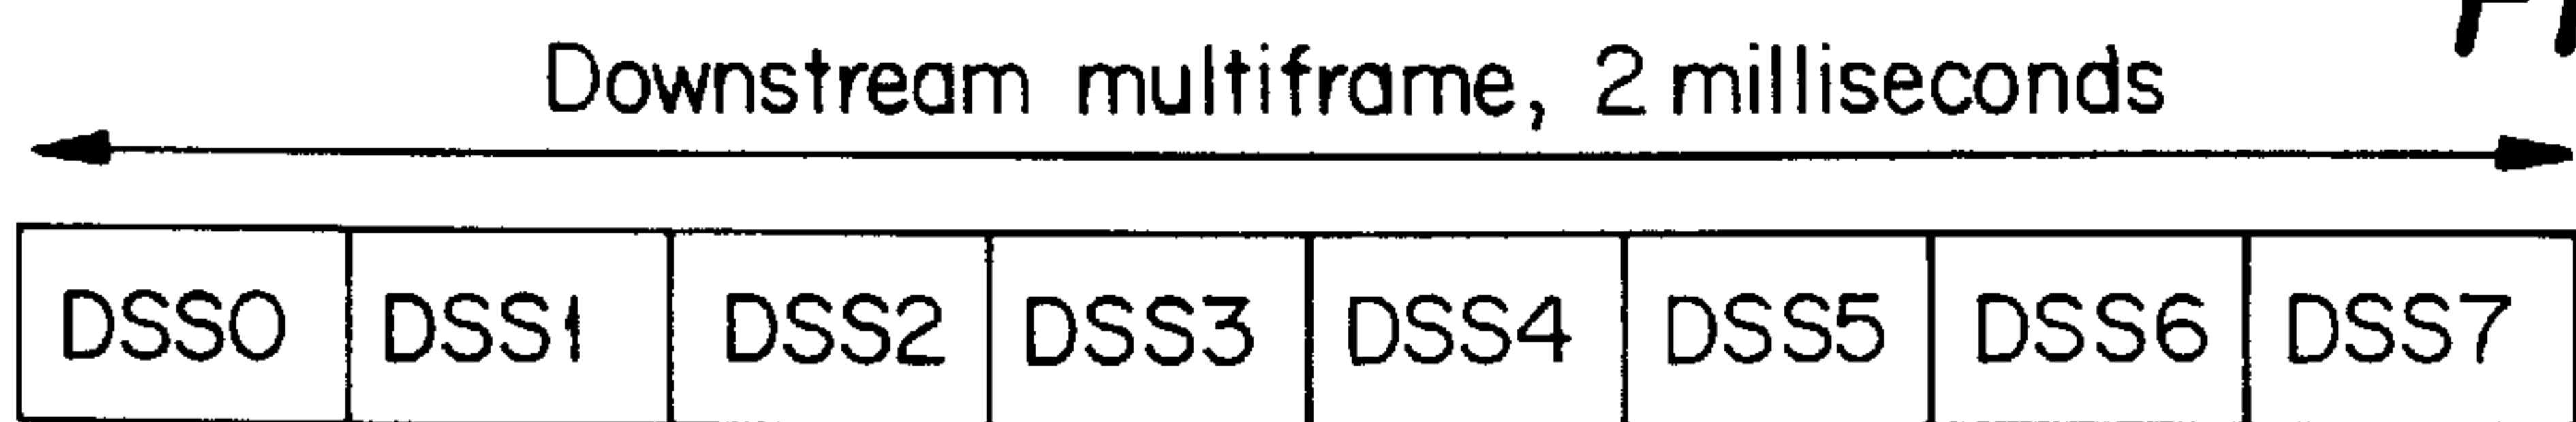 Downstream multiframe, 2 milliseconds
DSS0 DSS1 DSS2 DSS3 DSS4 DSS5 DSS6 DSS7